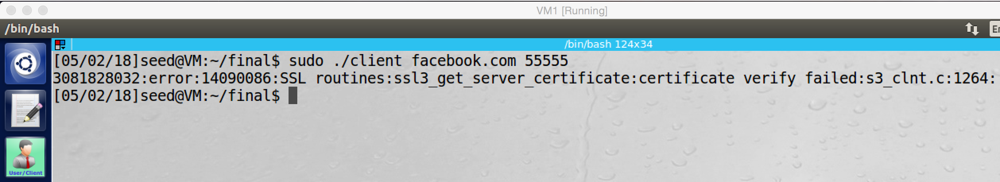 VM1 [Running]
/bin/bash
En
/bin/bash 124x34
[05/02/18]seed@VM:~/final$ sudo ./client facebook.com 55555
3081828032:error:14090086:SSL routines:ssl3_get_server_certificate:certificate verify failed:s3_clnt.c:1264:
[05/02/18]seed@VM:~/final$
User/Client